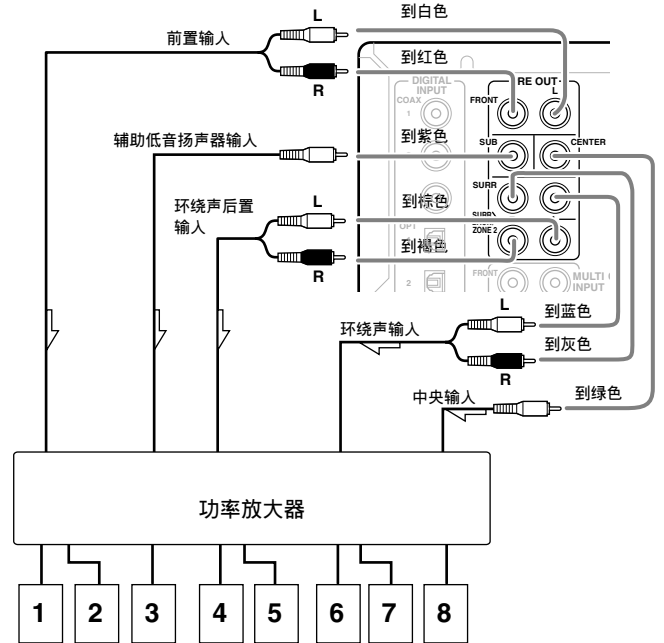 L
到白色
前置输入
到红色
R
DIGITAL
INPUT
COAX
1
RE OUT
L
FRONT
到紫色
辅助低音扬声器输入
SUB
CENTER
环绕声后置
输入
L
到棕色
SURR
OPT
ZONE 2
到褐色
R
2
FRONT
MULTI
INPUT
L
到蓝色
环绕声输入
到灰色
R
中央输入
到绿色
功率放大器
1 2 3 4 5 6 7 8